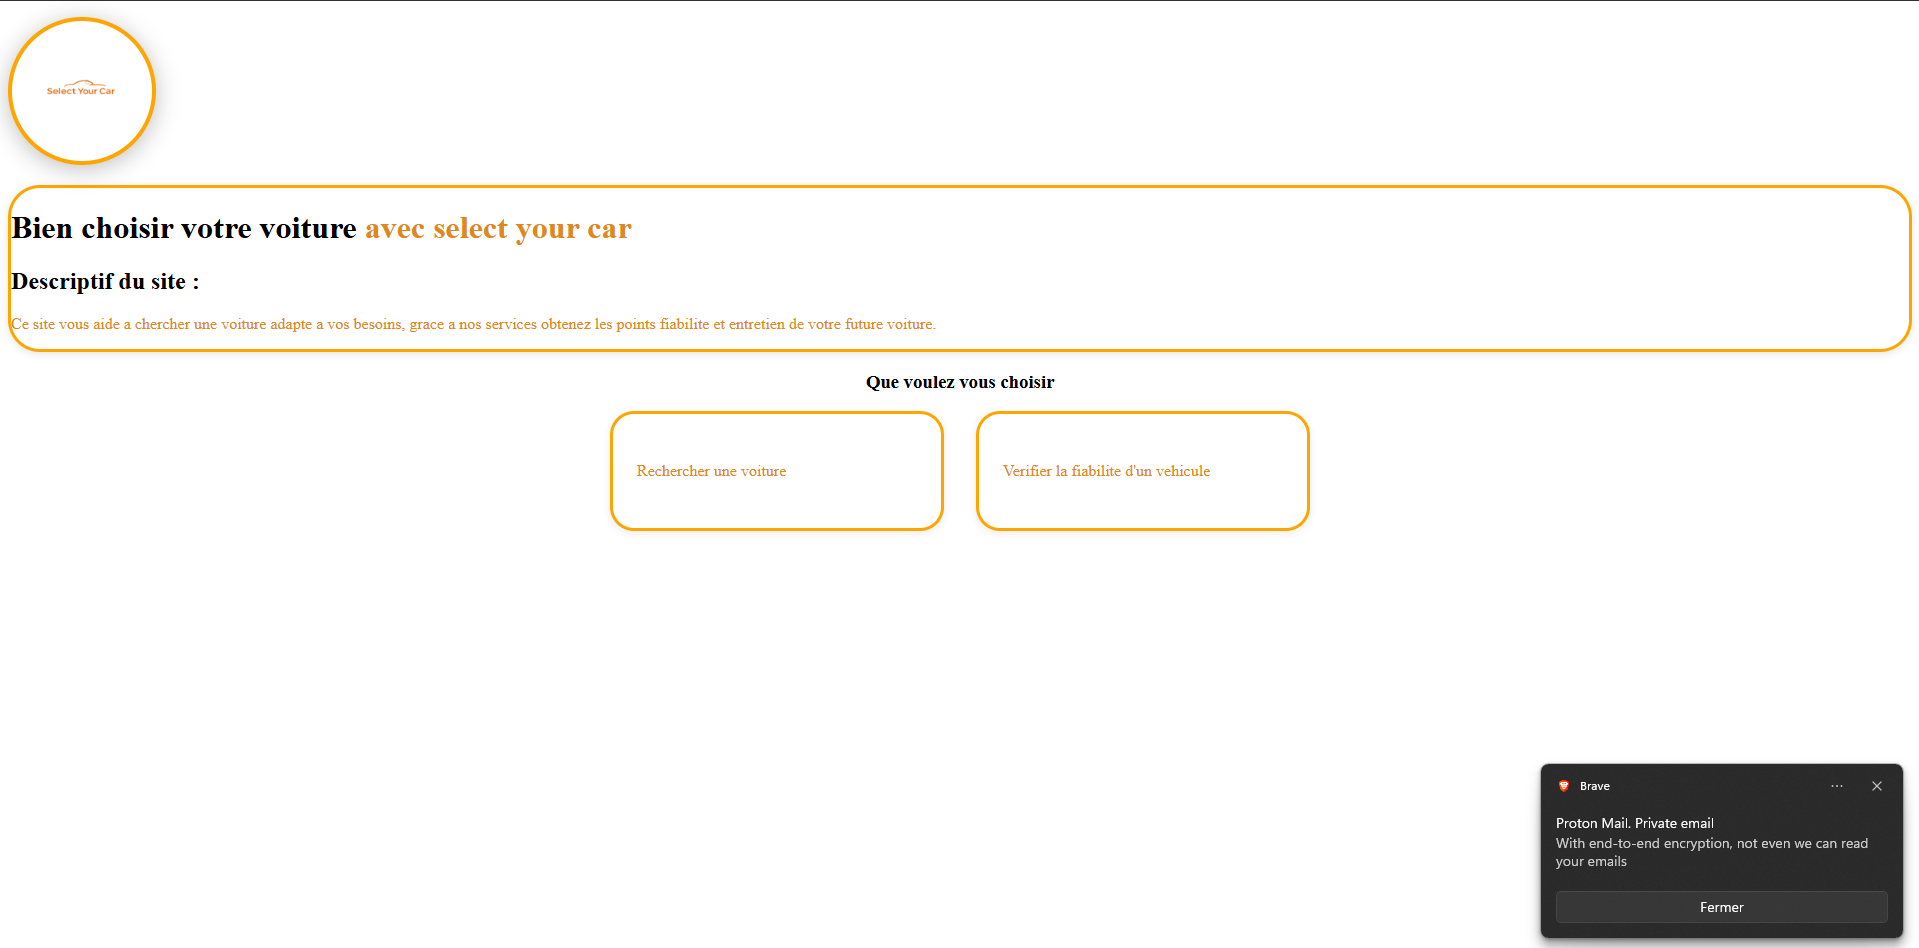 Select Your Car
Bien choisir votre voiture avec select your car
Descriptif du site :
Ce site vous aide a chercher une voiture adapte a vos besoins, grace a nos services obtenez les points fiabilite et entretien de votre future voiture.
Que voulez vous choisir
Rechercher une voiture
Verifier la fiabilite d'un vehicule
Brave
Proton Mail. Private email
With end-to-end encryption, not even we can read
your emails
Fermer